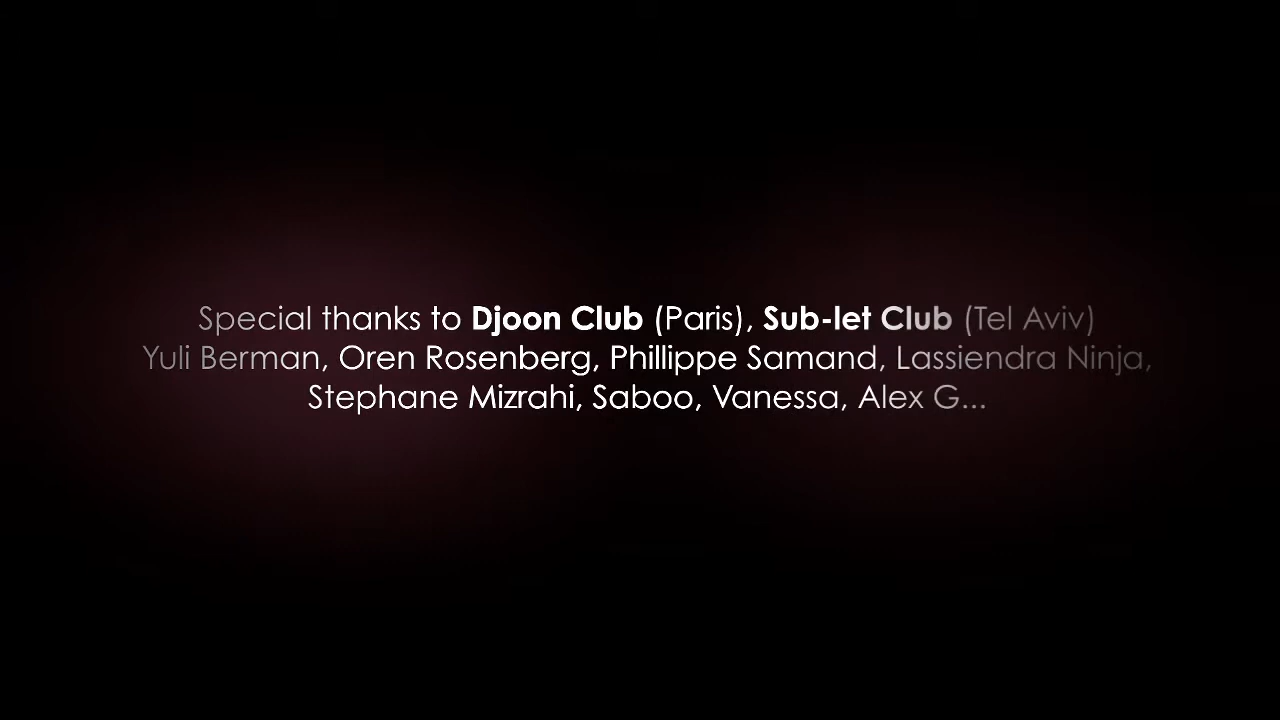 Special thanks to Djoon Club (Paris), Sub-let Club (Tel Aviv)
Yuli Berman, Oren Rosenberg, Phillippe Samand, Lassiendra Ninja,
Stephane Mizrahi, Saboo, Vanessa, Alex G...